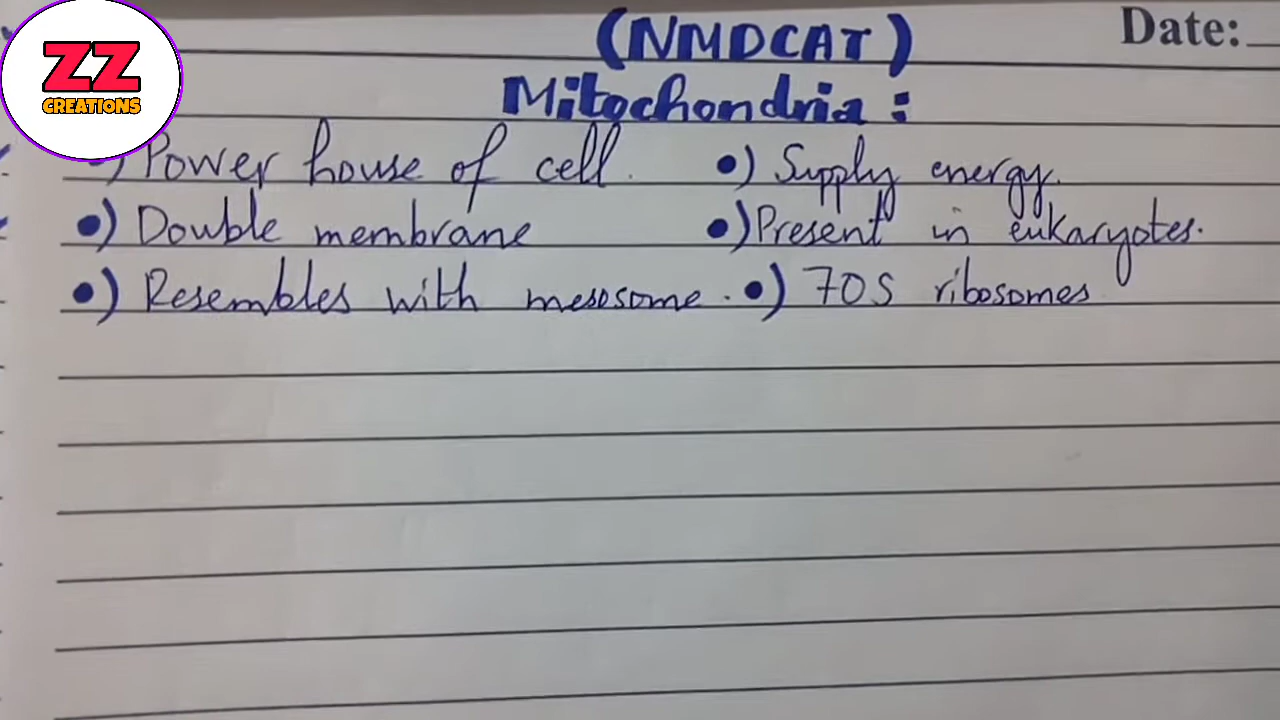 (NMDCAT)
Date:
ZZ
CREATIONS
Mitochondria:
•) Power house of cell. •) Supply energy.
•) Double membrane •) Present in eukaryotes.
•) Resembles with mesosome. •) 70S ribosomes